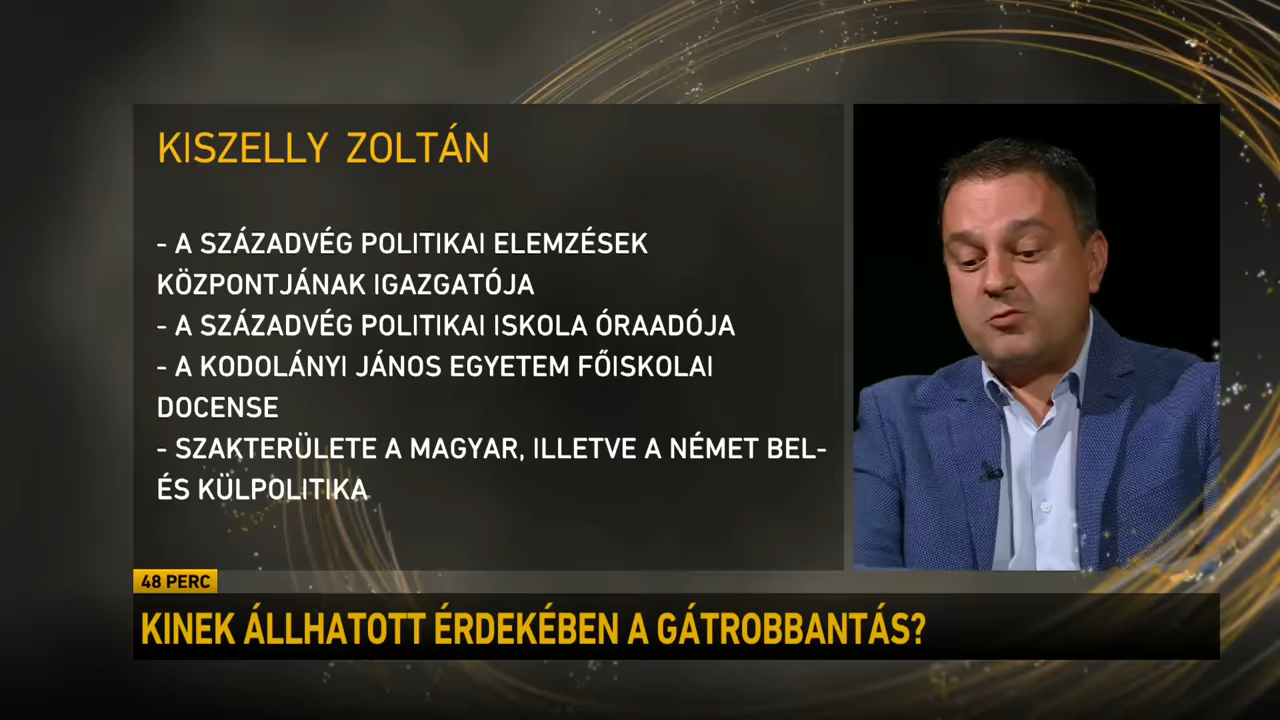 KISZELLY ZOLTÁN
- A SZÁZADVÉG POLITIKAI ELEMZÉSEK
KÖZPONTJÁNAK IGAZGATÓJA
- A SZÁZADVÉG POLITIKAI ISKOLA ÓRAADÓJA
- A KODOLÁNYI JÁNOS EGYETEM FŐISKOLAI
DOCENSE
- SZAKTERÜLETE A MAGYAR, ILLETVE A NÉMET BEL-
ÉS KÜLPOLITIKA
48 PERC
KINEK ÁLLHATOTT ÉRDEKÉBEN A GÁTROBBANTÁS?